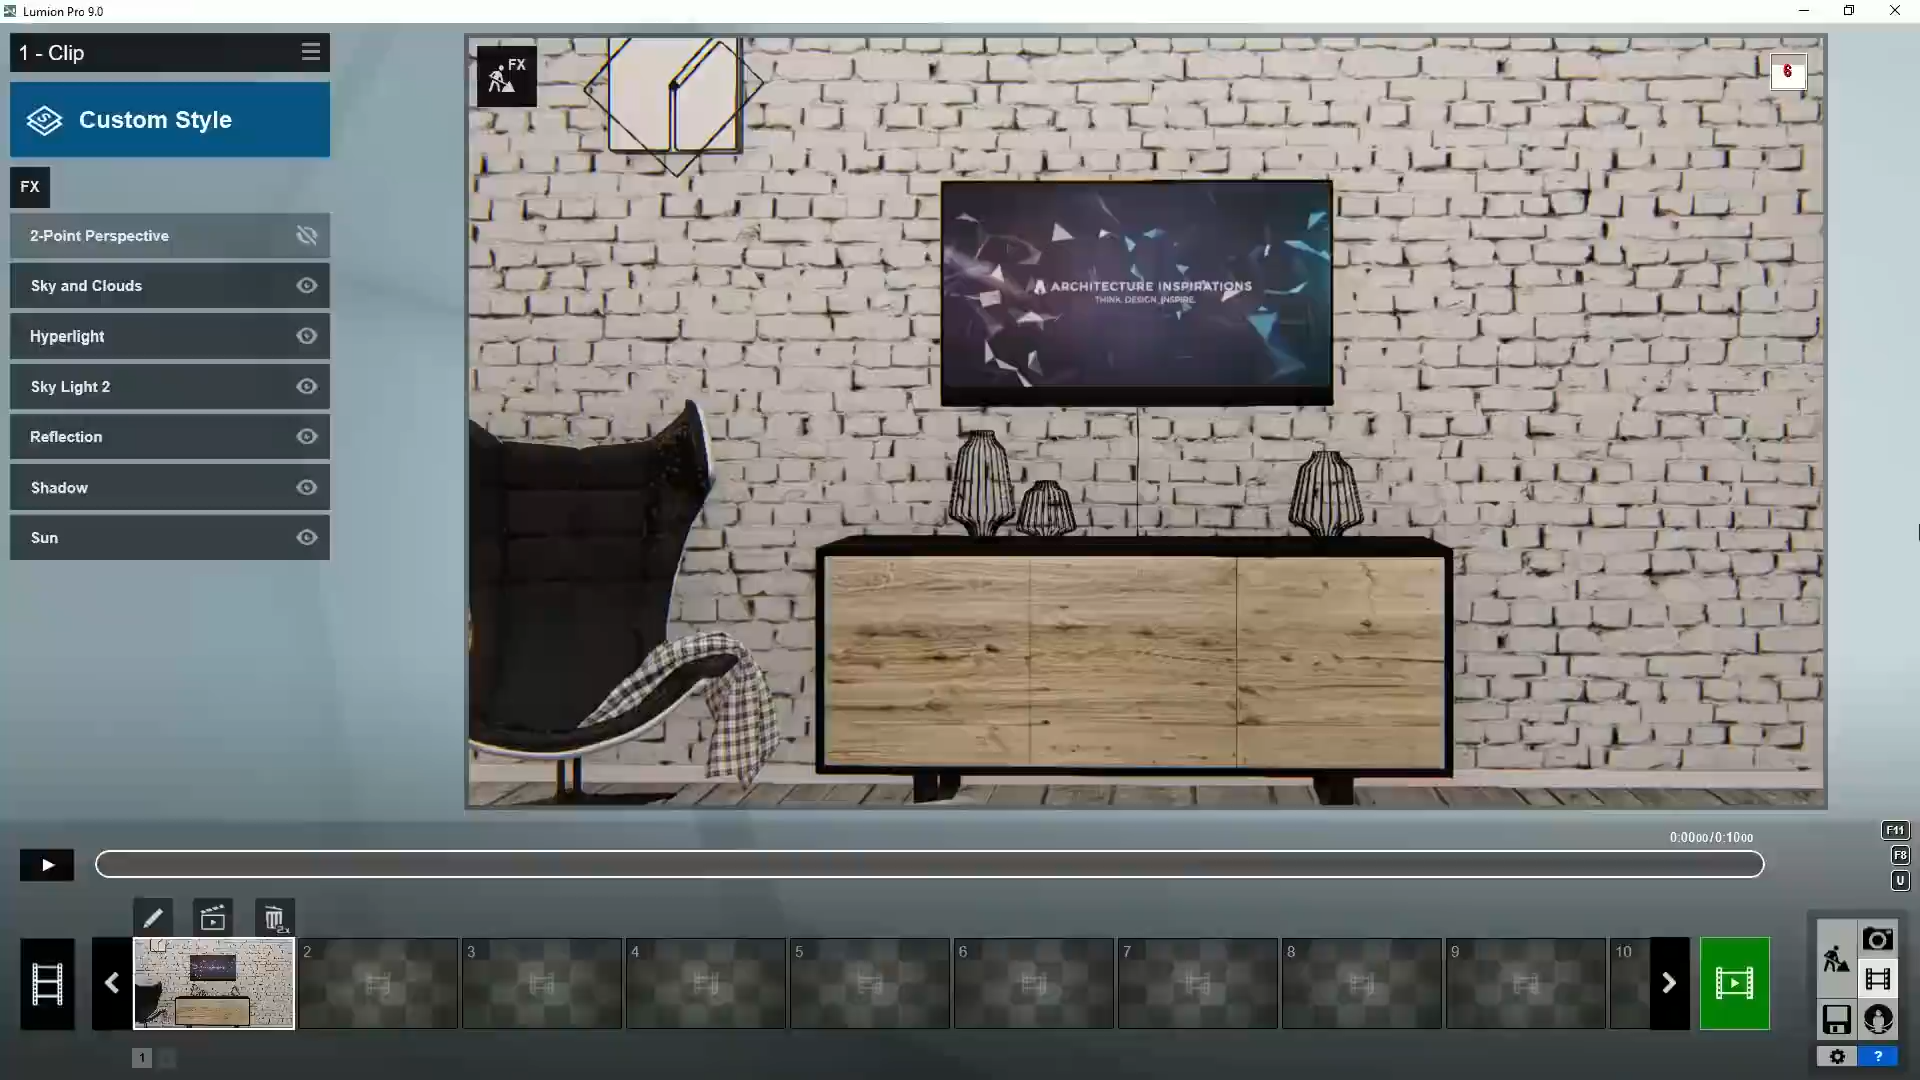 Lumion Pro 9.0
1 - Clip
Custom Style
FX
2-Point Perspective
Sky and Clouds
Hyperlight
Sky Light 2
Reflection
Shadow
Sun
FX
6
ARCHITECTURE INSPIRATIONS
THINK. DESIGN. INSPIRE.
0:0000/0:1000
F11
F8
U
2x
2
3
4
5
6
7
8
9
10
1
?